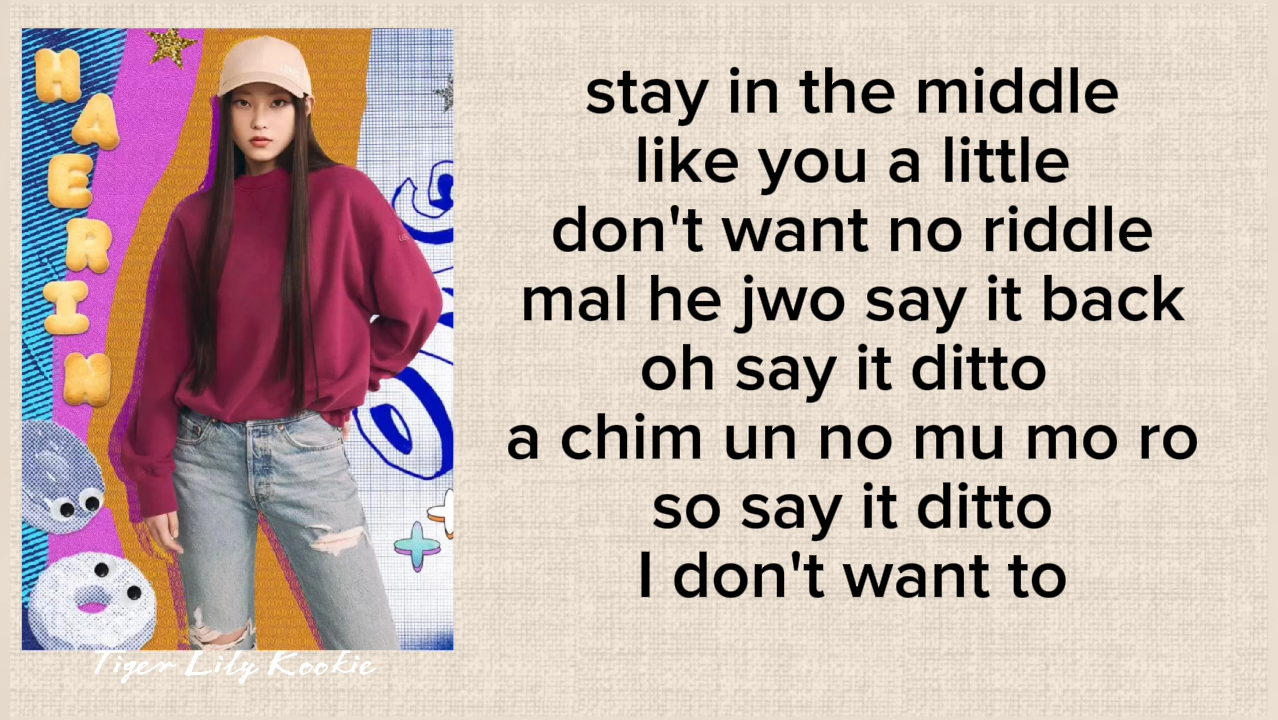 HAERIN
stay in the middle
like you a little
don't want no riddle
mal he jwo say it back
oh say it ditto
a chim un no mu mo ro
so say it ditto
I don't want to
Tiger Lily Kookie